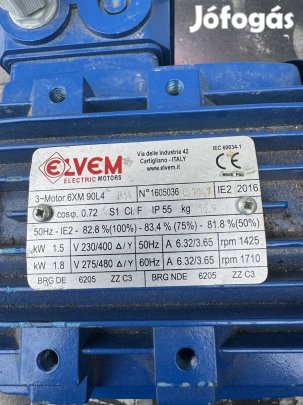 Jófogás
ELVEM
ELECTRIC MOTORS
Via delle Industrie 42
Cartigliano - ITALY
www.elvem.it
IEC 60034-1
CE
3~Motor 6XM 90L4
N° 1605036
IE2 2016
cosφ. 0.72 S1 Cl. F IP 55 kg
50Hz - IE2 - 82.8 %(100%) - 83.4 (75%) - 81.8 %(50%)
kW 1.5 V 230/400 Δ/Y 50Hz A 6.32/3.65 rpm 1425
kW 1.8 V 275/480 Δ/Y 60Hz A 6.32/3.65 rpm 1710
BRG DE 6205 ZZ C3 BRG NDE 6205 ZZ C3